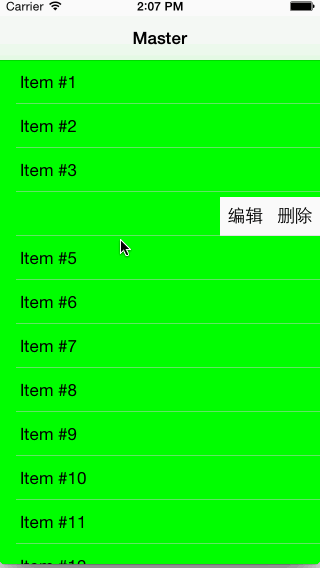 Carrier 2:07 PM
Master
Item #1
Item #2
Item #3
编辑 删除
Item #5
Item #6
Item #7
Item #8
Item #9
Item #10
Item #11